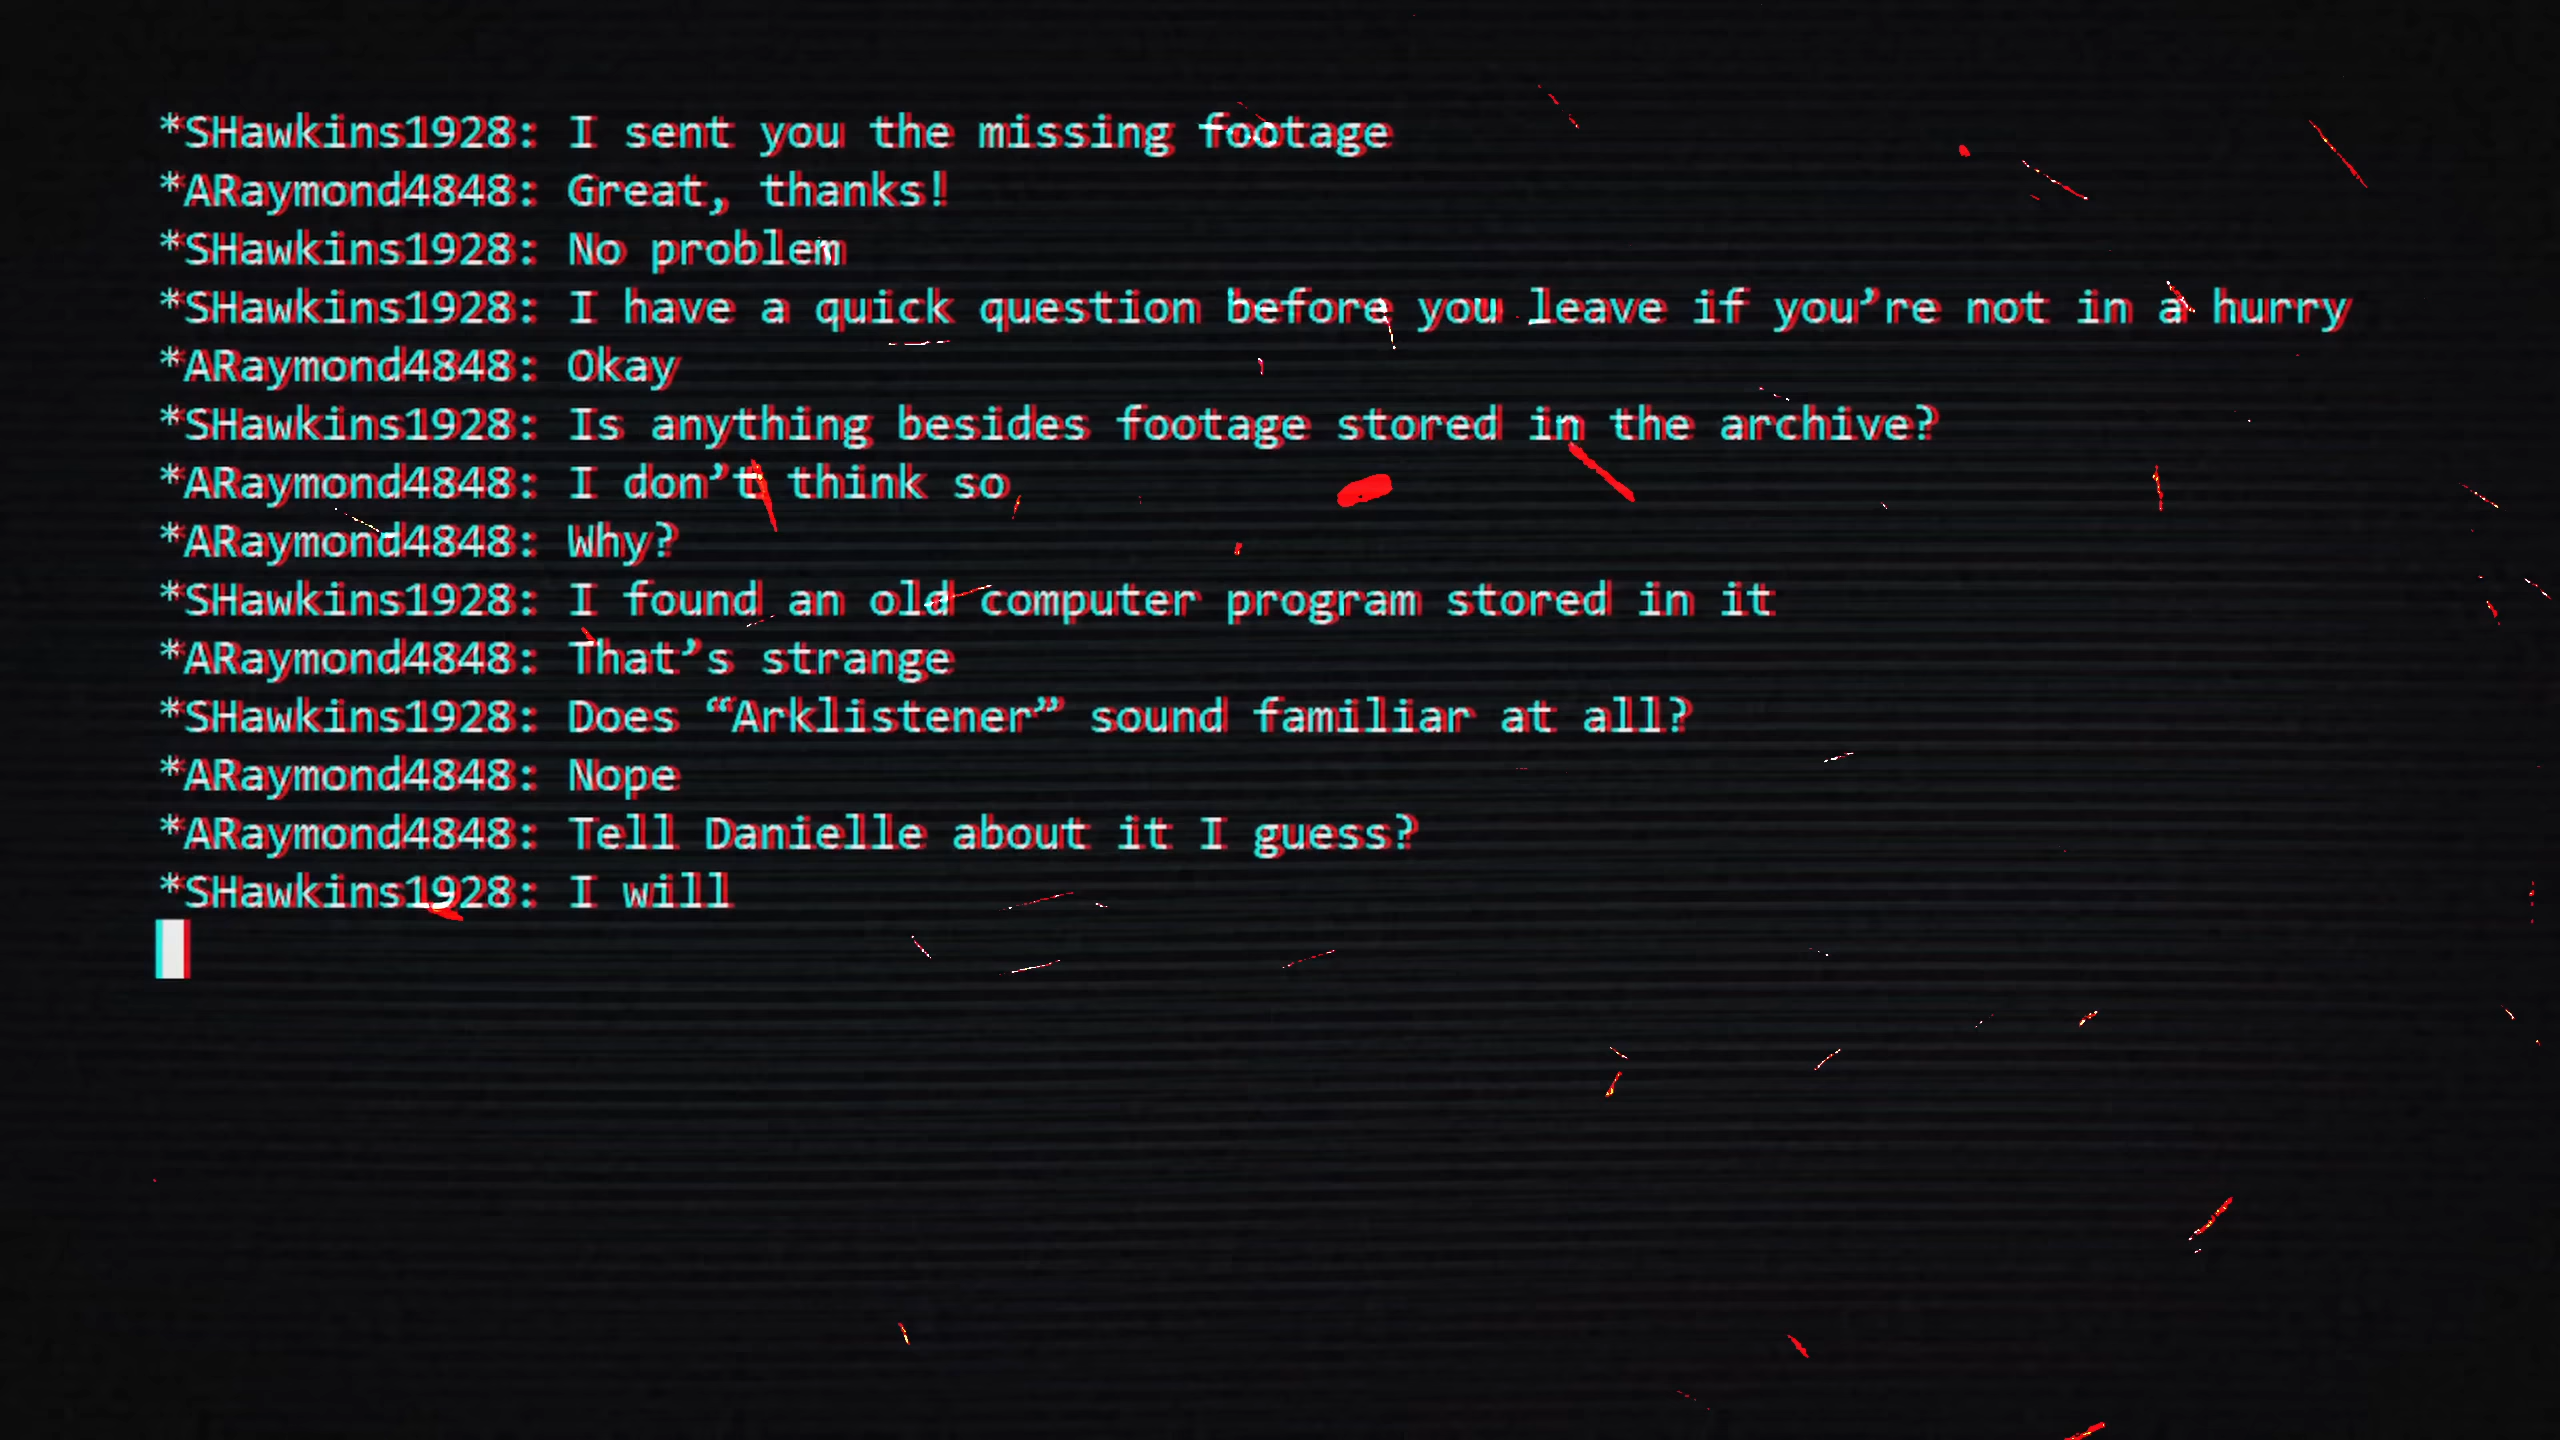 *SHawkins1928: I sent you the missing footage
*ARaymond4848: Great, thanks!
*SHawkins1928: No problem
*SHawkins1928: I have a quick question before you leave if you’re not in a hurry
*ARaymond4848: Okay
*SHawkins1928: Is anything besides footage stored in the archive?
*ARaymond4848: I don’t think so
*ARaymond4848: Why?
*SHawkins1928: I found an old computer program stored in it
*ARaymond4848: That’s strange
*SHawkins1928: Does “Arklistener” sound familiar at all?
*ARaymond4848: Nope
*ARaymond4848: Tell Danielle about it I guess?
*SHawkins1928: I will